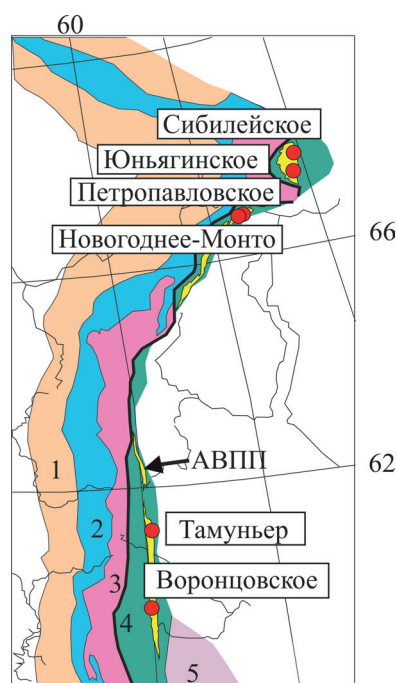 60
Сибилейское
Юньягинское
Петропавловское
Новогоднее-Монто
66
АВПП
62
1
2
Тамуньер
3
Воронцовское
4
5